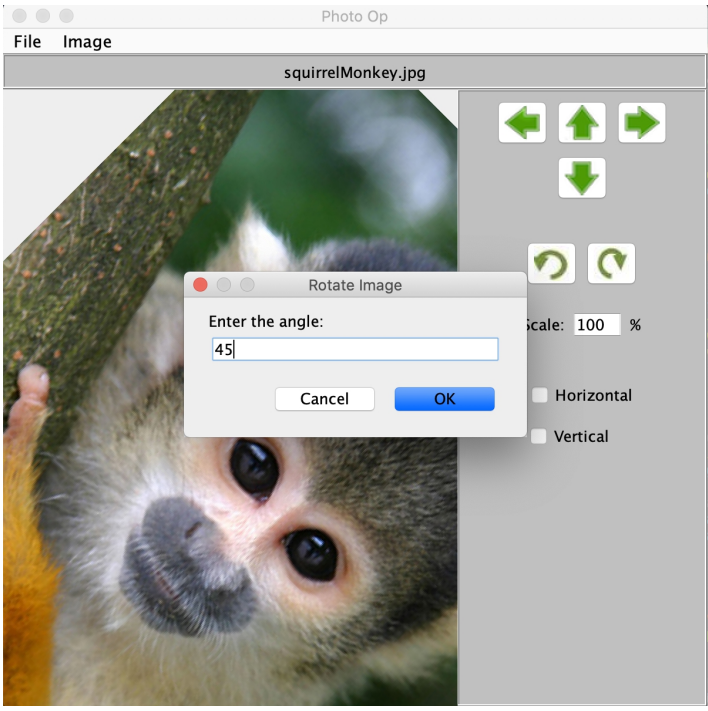 Photo Op
File Image
squirrelMonkey.jpg
Rotate Image
Enter the angle:
45
Cancel OK
Scale: 100 %
Horizontal
Vertical